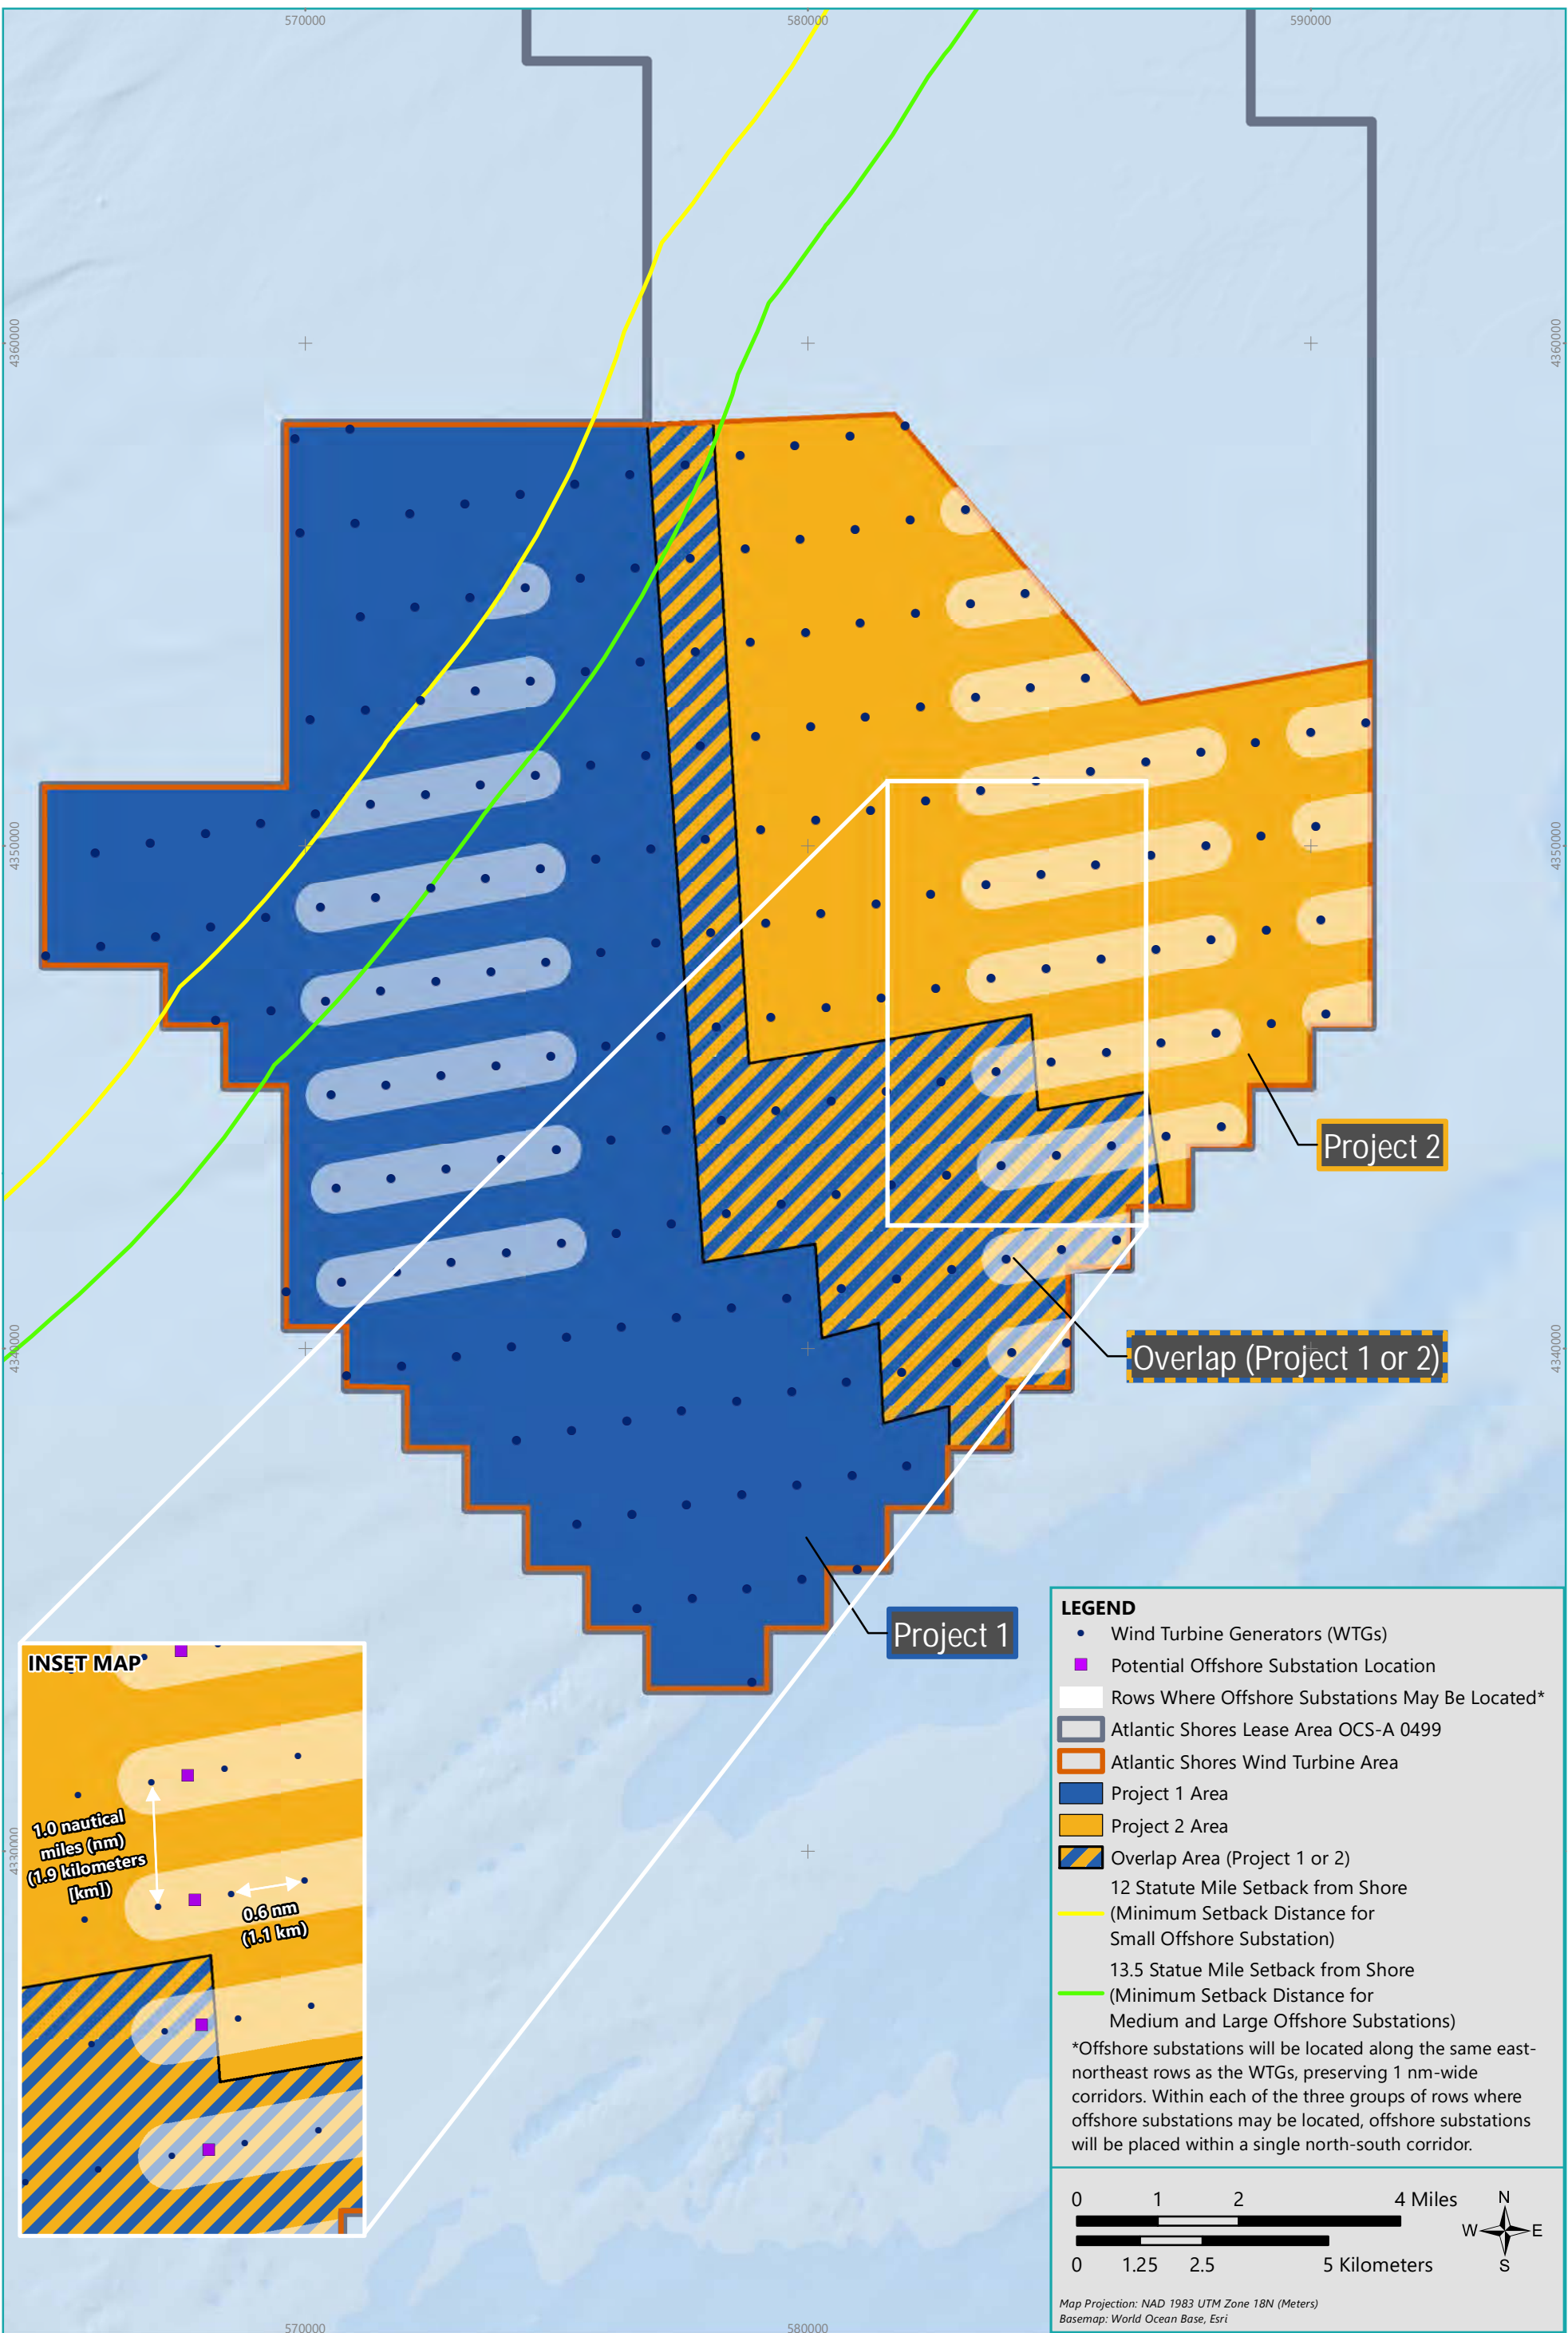 570000
580000
590000
4360000
4360000
4350000
4350000
Project 2
4340000
Overlap (Project 1 or 2)
4340000
Project 1
INSET MAP
1.0 nautical
miles (nm)
(1.9 kilometers
[km])
0.6 nm
(1.1 km)
4330000
LEGEND
Wind Turbine Generators (WTGs)
Potential Offshore Substation Location
Rows Where Offshore Substations May Be Located*
Atlantic Shores Lease Area OCS-A 0499
Atlantic Shores Wind Turbine Area
Project 1 Area
Project 2 Area
Overlap Area (Project 1 or 2)
12 Statute Mile Setback from Shore
(Minimum Setback Distance for
Small Offshore Substation)
13.5 Statue Mile Setback from Shore
(Minimum Setback Distance for
Medium and Large Offshore Substations)
*Offshore substations will be located along the same east-
northeast rows as the WTGs, preserving 1 nm-wide
corridors. Within each of the three groups of rows where
offshore substations may be located, offshore substations
will be placed within a single north-south corridor.
0 1 2 4 Miles
0 1.25 2.5 5 Kilometers
N
W E
S
Map Projection: NAD 1983 UTM Zone 18N (Meters)
Basemap: World Ocean Base, Esri
570000
580000